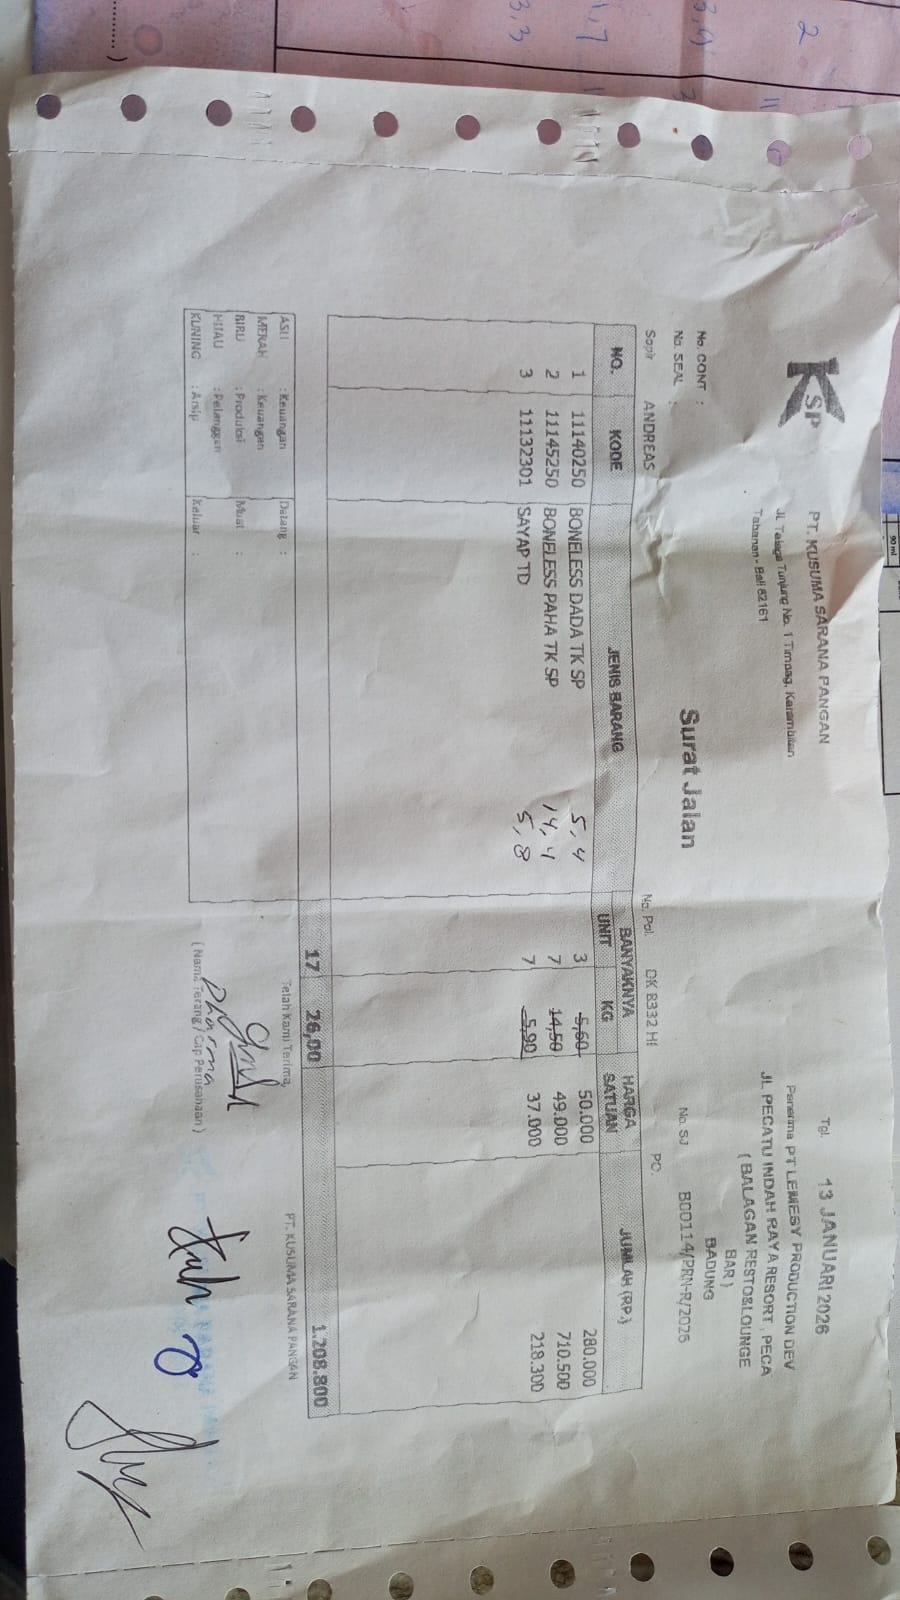 KSP
PT. KUSUMA SARANA PANGAN
JL Telaga Tunjung No. 1 Timpag, Kerambitan
Tabanan - Bali 82161
Tgl. 13 JANUARI 2026
Penerima PT LEMESY PRODUCTION DEV
JL PECATU INDAH RAYA RESORT , PECA
( BALAGAN RESTO&LOUNGE
BAR )
BADUNG
No. CONT :
No. SEAL :
Surat Jalan
No. SJ B00114/PRN-R/2026
Sopir ANDREAS
No. Pol. DK 8332 HI
PO.
NO. KODE JENIS BARANG BANYAKNYA UNIT KG HARGA SATUAN JUMLAH (RP.)
1 11140250 BONELESS DADA TK SP 5,4 3 5,60 50.000 280.000
2 11145250 BONELESS PAHA TK SP 14,4 7 14,50 49.000 710.500
3 11132301 SAYAP TD 5,8 7 5,90 37.000 218.300
17 26,00 1.208.800
ASLI : Keuangan Datang :
MERAH : Keuangan
BIRU : Produksi Muat :
HIJAU : Pelanggan
KUNING : Arsip Keluar :
Telah Kami Terima,
PT. KUSUMA SARANA PANGAN
Dharma
( Nama Terang / Cap Perusahaan )
90 ml